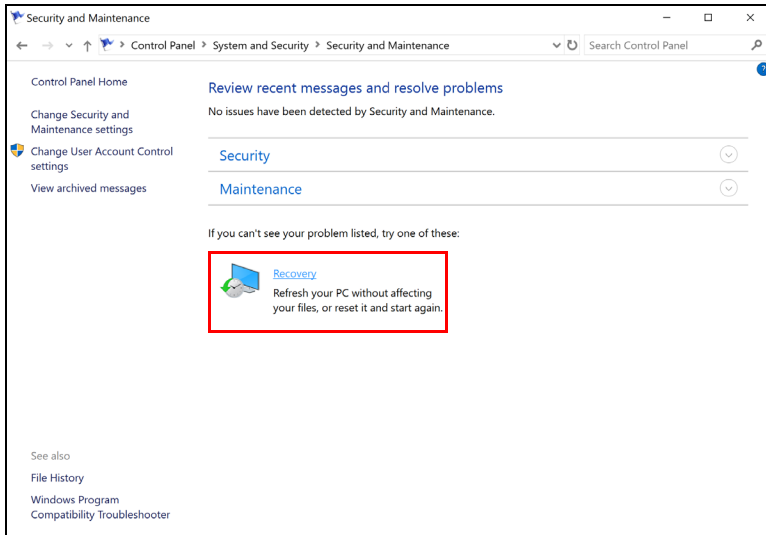 Security and Maintenance
Control Panel > System and Security > Security and Maintenance
Search Control Panel
?
Control Panel Home
Change Security and
Maintenance settings
Change User Account Control
settings
View archived messages
Review recent messages and resolve problems
No issues have been detected by Security and Maintenance.
Security
Maintenance
If you can't see your problem listed, try one of these:
Recovery
Refresh your PC without affecting
your files, or reset it and start again.
See also
File History
Windows Program
Compatibility Troubleshooter